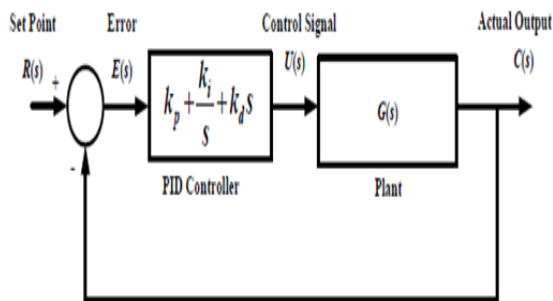 Set Point
Error
Control Signal
Actual Output
R(s)
+
E(s)
k_p + k_i/s + k_d s
U(s)
G(s)
C(s)
-
PID Controller
Plant